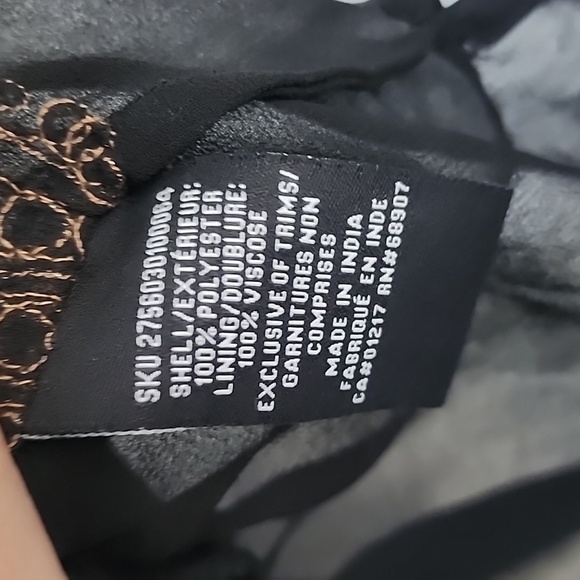 SKU 27560301000004
SHELL/EXTÉRIEUR:
100% POLYESTER
LINING/DOUBLURE:
100% VISCOSE
EXCLUSIVE OF TRIMS/
GARNITURES NON
COMPRISES
MADE IN INDIA
FABRIQUÉ EN INDE
CA#01217 RN#68907